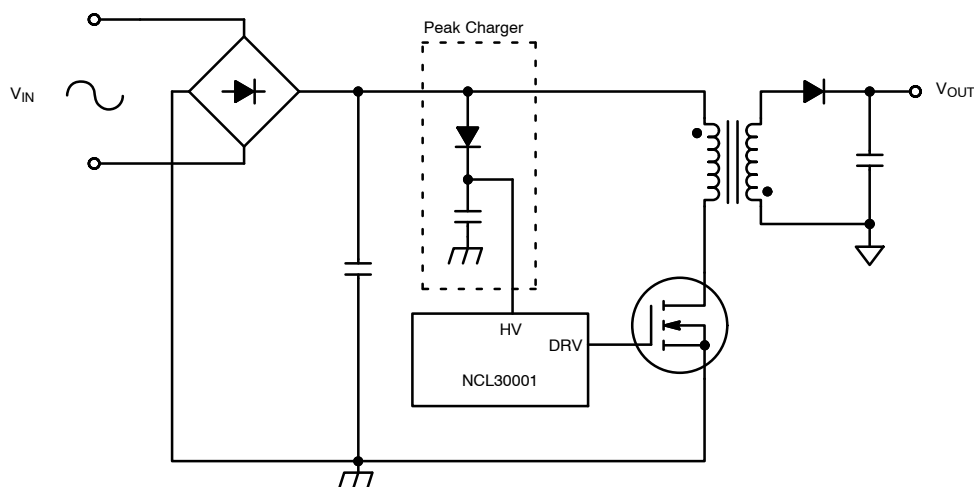 Peak Charger
VIN
VOUT
HV
DRV
NCL30001